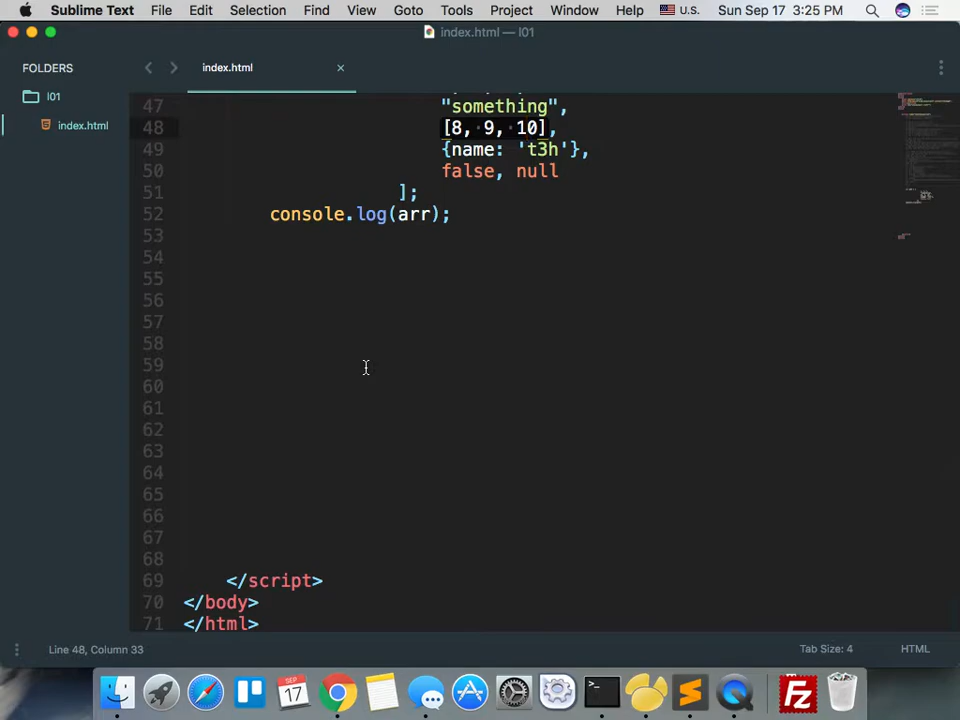 Sublime Text File Edit Selection Find View Goto Tools Project Window Help U.S. Sun Sep 17 3:25 PM
index.html — l01
FOLDERS
l01
index.html
index.html ×
47 "something",
48 [8, 9, 10],
49 {name: 't3h'},
50 false, null
51 ];
52 console.log(arr);
53
54
55
56
57
58
59
60
61
62
63
64
65
66
67
68
69 </script>
70 </body>
71 </html>
Line 48, Column 33 Tab Size: 4 HTML
SEP
17
Fz